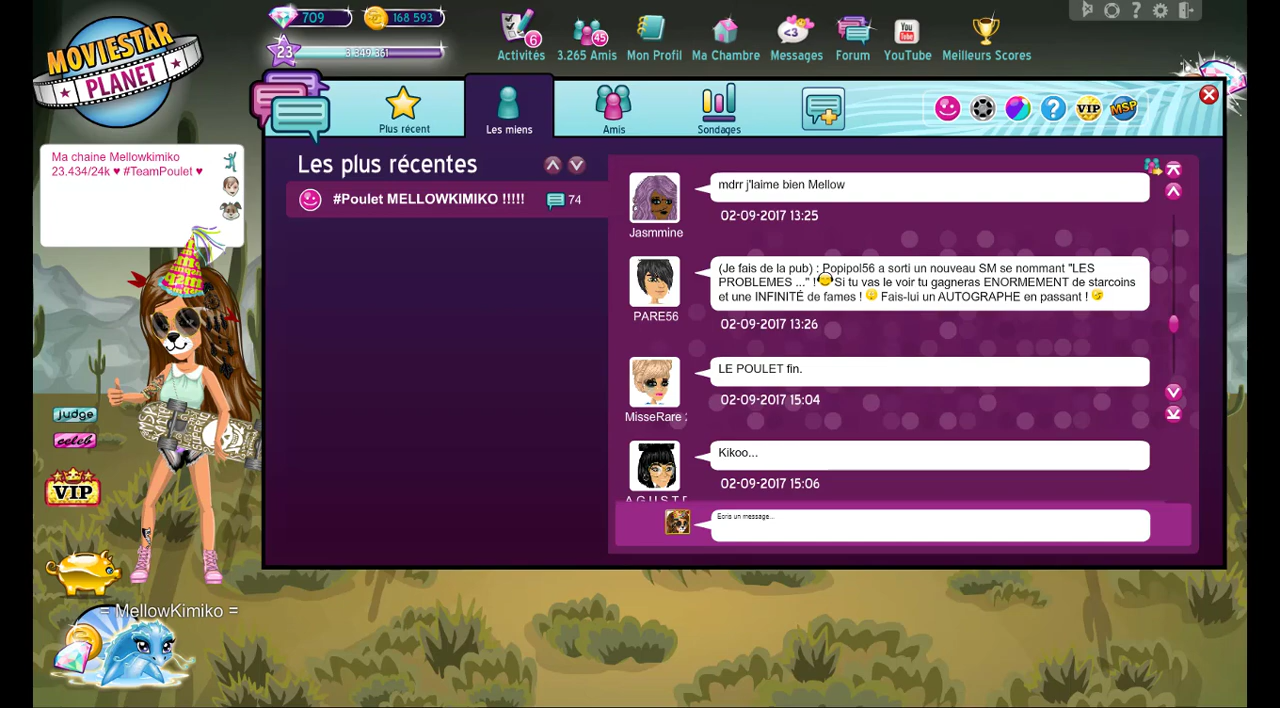 MOVIESTAR
PLANET
709
168 593
23
3.349.361
6
Activités
45
3.265 Amis
Mon Profil
Ma Chambre
<3
Messages
Forum
You
Tube
YouTube
Meilleurs Scores
Plus récent
Les miens
Amis
Sondages
?
VIP
MSP
Ma chaine Mellowkimiko
23.434/24k ♥ #TeamPoulet ♥
Les plus récentes
#Poulet MELLOWKIMIKO !!!!!
74
mdrr j'laime bien Mellow
02-09-2017 13:25
Jasmmine
(Je fais de la pub) : Popipol56 a sorti un nouveau SM se nommant "LES
PROBLEMES ..." ! Si tu vas le voir tu gagneras ENORMEMENT de starcoins
et une INFINITÉ de fames ! Fais-lui un AUTOGRAPHE en passant !
02-09-2017 13:26
PARE56
LE POULET fin.
02-09-2017 15:04
MisseRare
Kikoo...
02-09-2017 15:06
A G U S T
Ecris un message...
judge
celeb
VIP
= MellowKimiko =